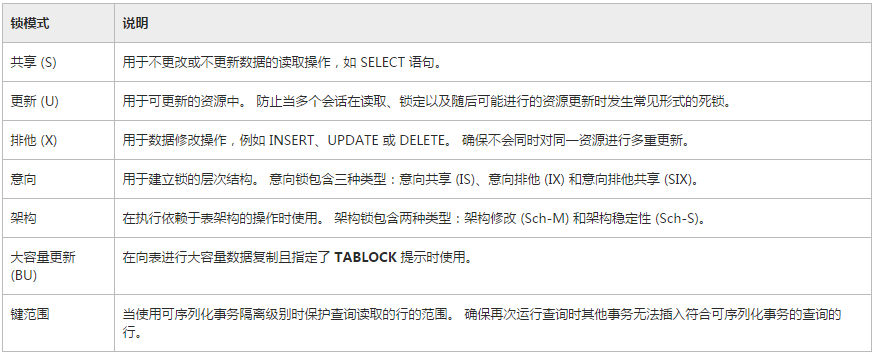 锁模式 说明
共享 (S) 用于不更改或不更新数据的读取操作，如 SELECT 语句。
更新 (U) 用于可更新的资源中。 防止当多个会话在读取、锁定以及随后可能进行的资源更新时发生常见形式的死锁。
排他 (X) 用于数据修改操作，例如 INSERT、UPDATE 或 DELETE。 确保不会同时对同一资源进行多重更新。
意向 用于建立锁的层次结构。 意向锁包含三种类型：意向共享 (IS)、意向排他 (IX) 和意向排他共享 (SIX)。
架构 在执行依赖于表架构的操作时使用。 架构锁包含两种类型：架构修改 (Sch-M) 和架构稳定性 (Sch-S)。
大容量更新 在向表进行大容量数据复制且指定了 TABLOCK 提示时使用。
(BU)
键范围 当使用可序列化事务隔离级别时保护查询读取的行的范围。 确保再次运行查询时其他事务无法插入符合可序列化事务的查询的
行。